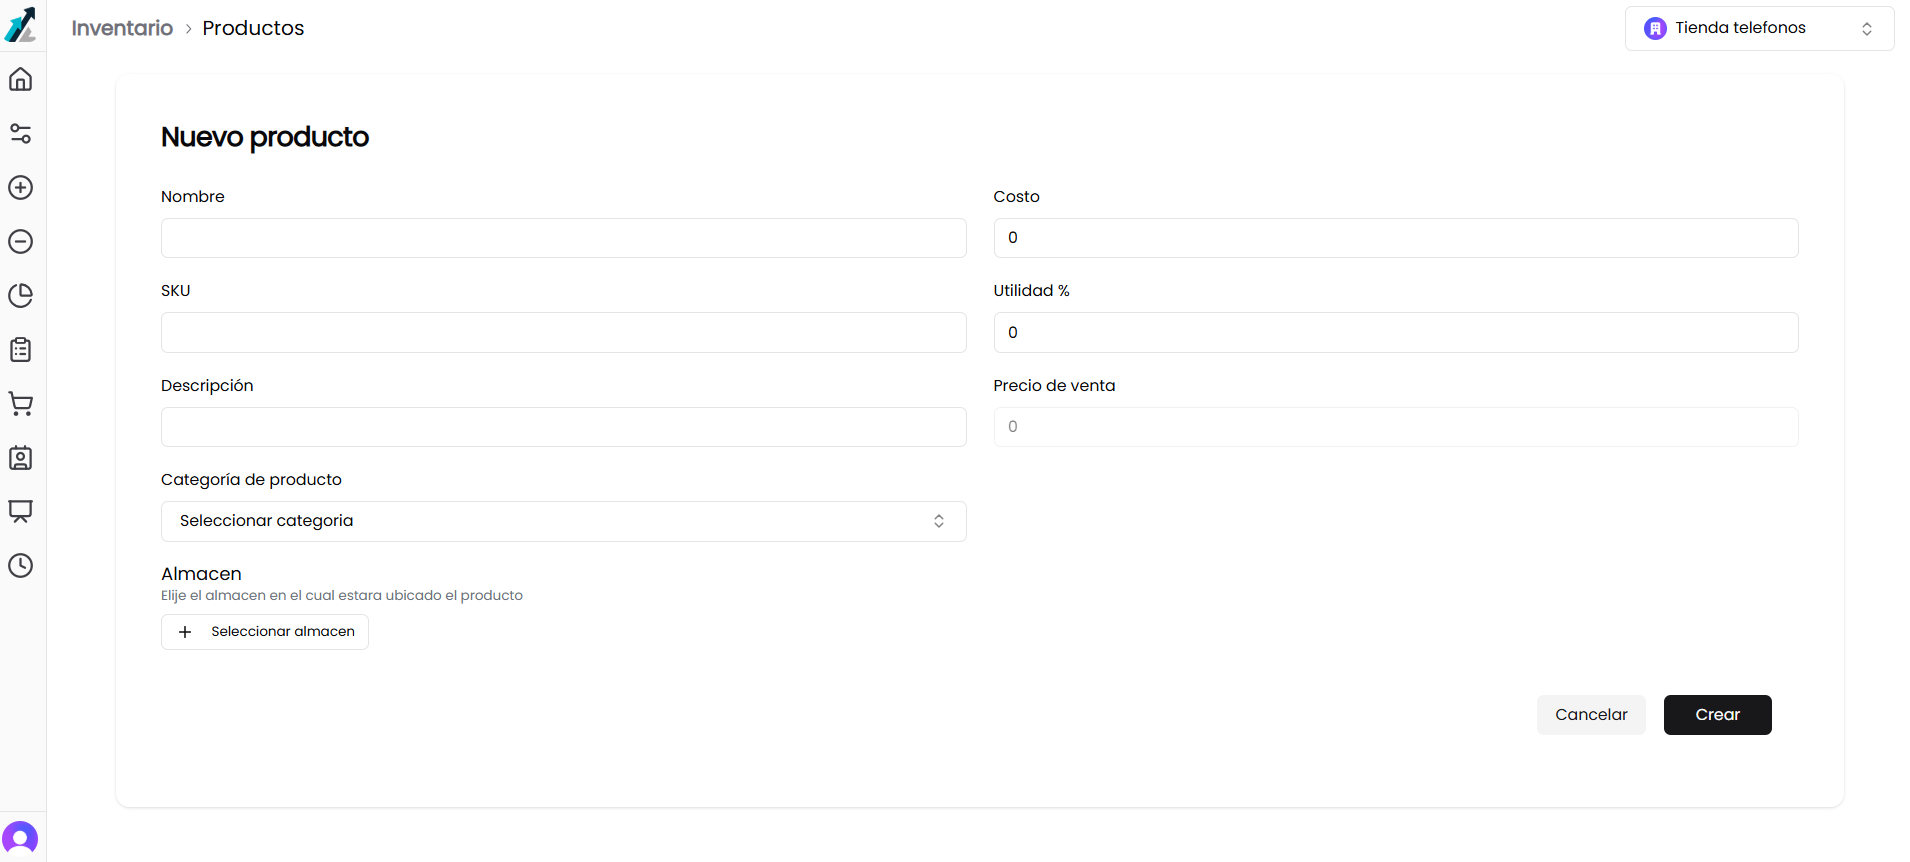 Inventario > Productos
Tienda telefonos
Nuevo producto
Nombre
Costo
0
SKU
Utilidad %
0
Descripción
Precio de venta
0
Categoría de producto
Seleccionar categoria
Almacen
Elije el almacen en el cual estara ubicado el producto
+ Seleccionar almacen
Cancelar
Crear